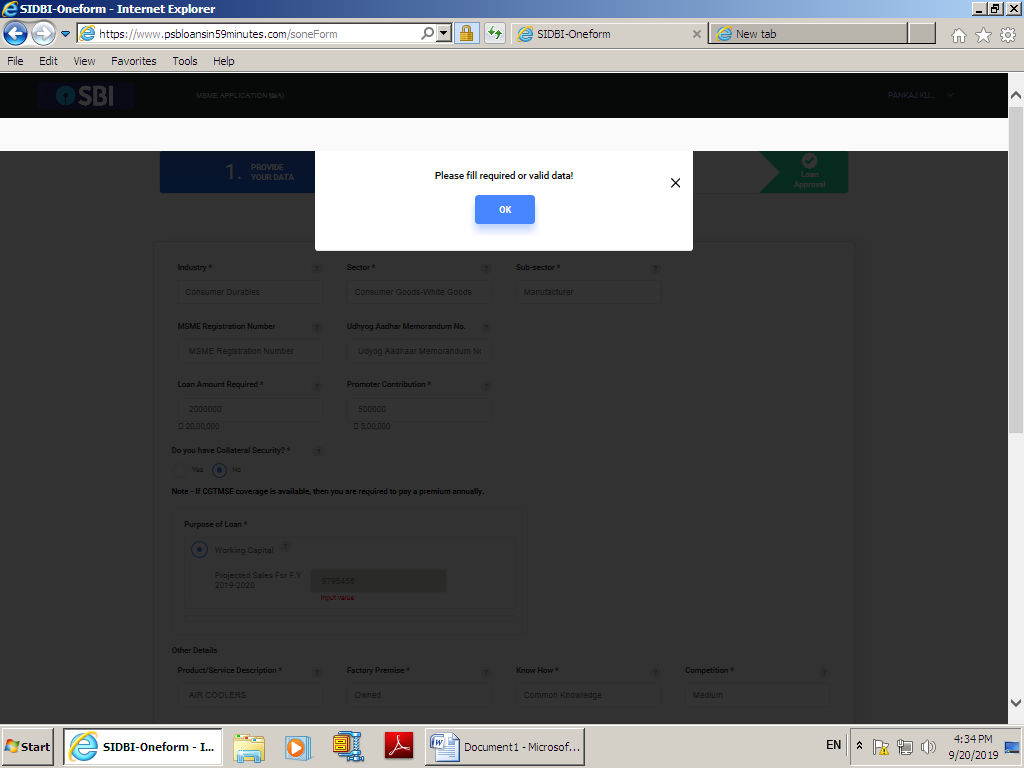 SIDBI-Oneform - Internet Explorer
https://www.psbloansin59minutes.com/soneForm
SIDBI-Oneform
New tab
File Edit View Favorites Tools Help
SBI
PANKAJ KU...
1. PROVIDE
YOUR DATA
Loan
Approval
Please fill required or valid data!
OK
Industry * ? Sector * ? Sub-sector * ?
Consumer Durables Consumer Goods-White Goods Manufacturer
MSME Registration Number ? Udhyog Aadhar Memorandum No. ?
MSME Registration Number Udyog Aadhaar Memorandum N
Loan Amount Required * ? Promoter Contribution * ?
2000000 500000
20,00,000 5,00,000
Do you have Collateral Security? * ?
Yes No
Note - If CGTMSE coverage is available, then you are required to pay a premium annually.
Purpose of Loan *
Working Capital ?
Projected Sales For F.Y
2019-2020
Input value
Other Details
Product/Service Description * ? Factory Premise * ? Know How * ? Competition * ?
AIR COOLERS Owned Common Knowledge Medium
Start
SIDBI-Oneform - I...
Document1 - Microsof...
EN
4:34 PM
9/20/2019